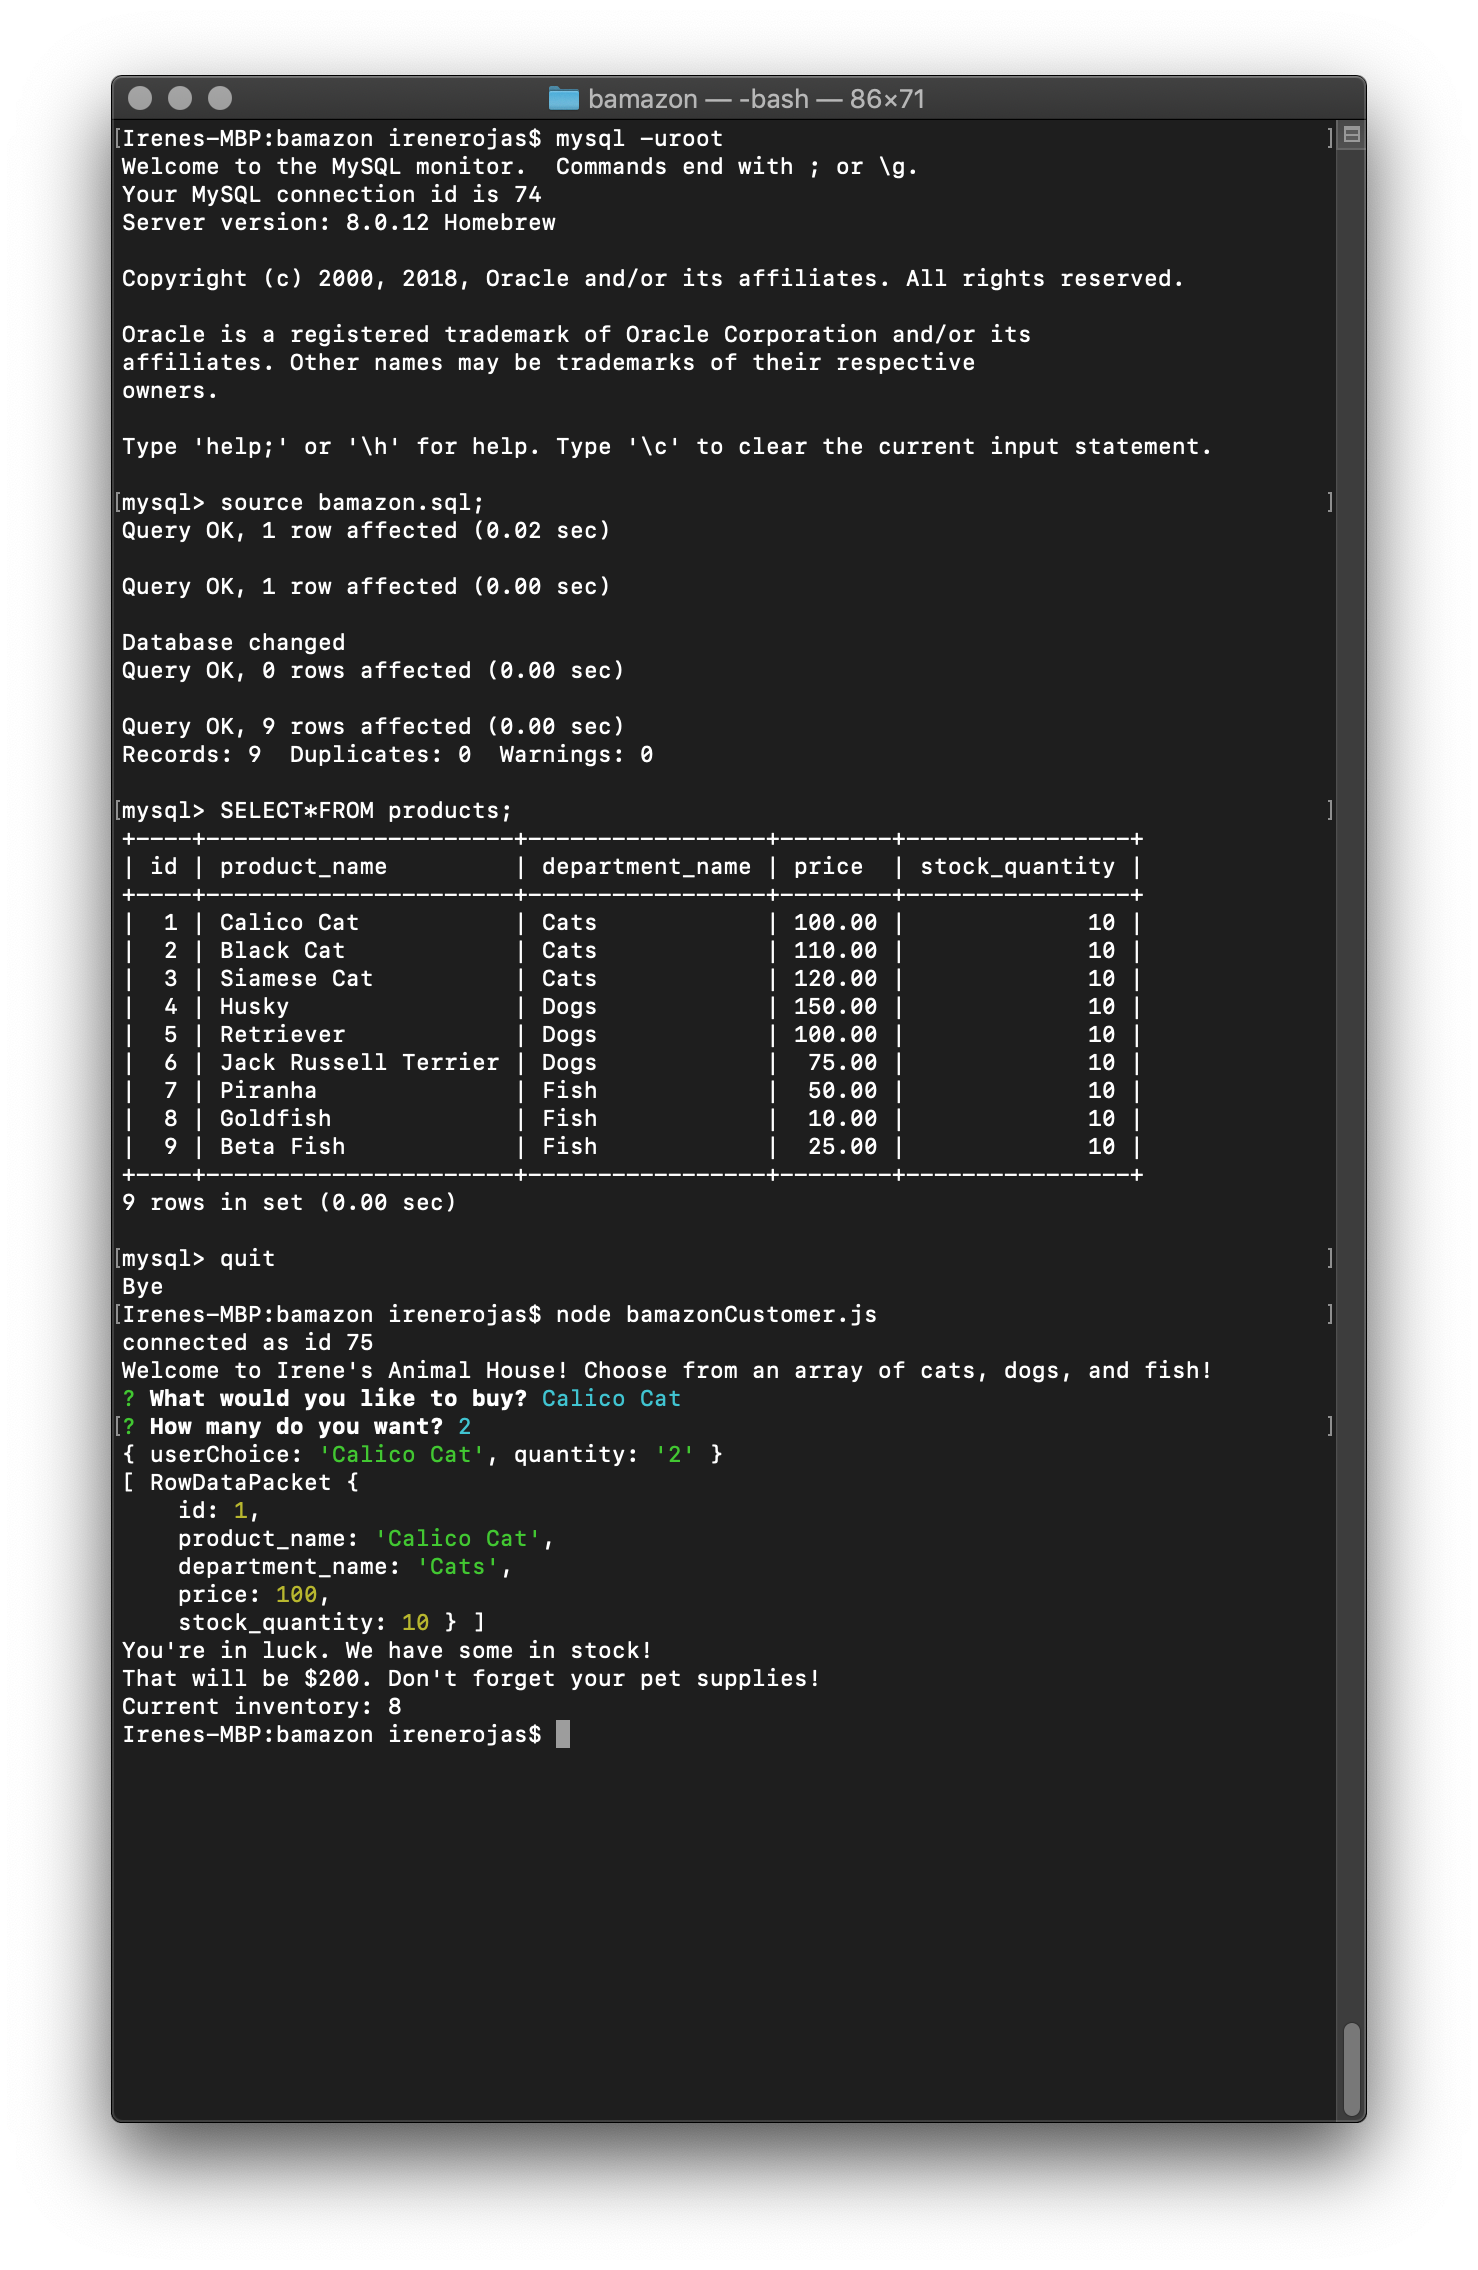 bamazon — -bash — 86×71
[Irenes-MBP:bamazon irenerojas$ mysql -uroot ]
Welcome to the MySQL monitor.  Commands end with ; or \g.
Your MySQL connection id is 74
Server version: 8.0.12 Homebrew
Copyright (c) 2000, 2018, Oracle and/or its affiliates. All rights reserved.
Oracle is a registered trademark of Oracle Corporation and/or its
affiliates. Other names may be trademarks of their respective
owners.
Type 'help;' or '\h' for help. Type '\c' to clear the current input statement.
[mysql> source bamazon.sql; ]
Query OK, 1 row affected (0.02 sec)
Query OK, 1 row affected (0.00 sec)
Database changed
Query OK, 0 rows affected (0.00 sec)
Query OK, 9 rows affected (0.00 sec)
Records: 9  Duplicates: 0  Warnings: 0
[mysql> SELECT*FROM products; ]
+----+----------------------+-----------------+--------+----------------+
| id | product_name         | department_name | price  | stock_quantity |
+----+----------------------+-----------------+--------+----------------+
|  1 | Calico Cat           | Cats            | 100.00 |             10 |
|  2 | Black Cat            | Cats            | 110.00 |             10 |
|  3 | Siamese Cat          | Cats            | 120.00 |             10 |
|  4 | Husky                | Dogs            | 150.00 |             10 |
|  5 | Retriever            | Dogs            | 100.00 |             10 |
|  6 | Jack Russell Terrier | Dogs            |  75.00 |             10 |
|  7 | Piranha              | Fish            |  50.00 |             10 |
|  8 | Goldfish             | Fish            |  10.00 |             10 |
|  9 | Beta Fish            | Fish            |  25.00 |             10 |
+----+----------------------+-----------------+--------+----------------+
9 rows in set (0.00 sec)
[mysql> quit ]
Bye
[Irenes-MBP:bamazon irenerojas$ node bamazonCustomer.js ]
connected as id 75
Welcome to Irene's Animal House! Choose from an array of cats, dogs, and fish!
? What would you like to buy? Calico Cat
[? How many do you want? 2 ]
{ userChoice: 'Calico Cat', quantity: '2' }
[ RowDataPacket {
    id: 1,
    product_name: 'Calico Cat',
    department_name: 'Cats',
    price: 100,
    stock_quantity: 10 } ]
You're in luck. We have some in stock!
That will be $200. Don't forget your pet supplies!
Current inventory: 8
Irenes-MBP:bamazon irenerojas$